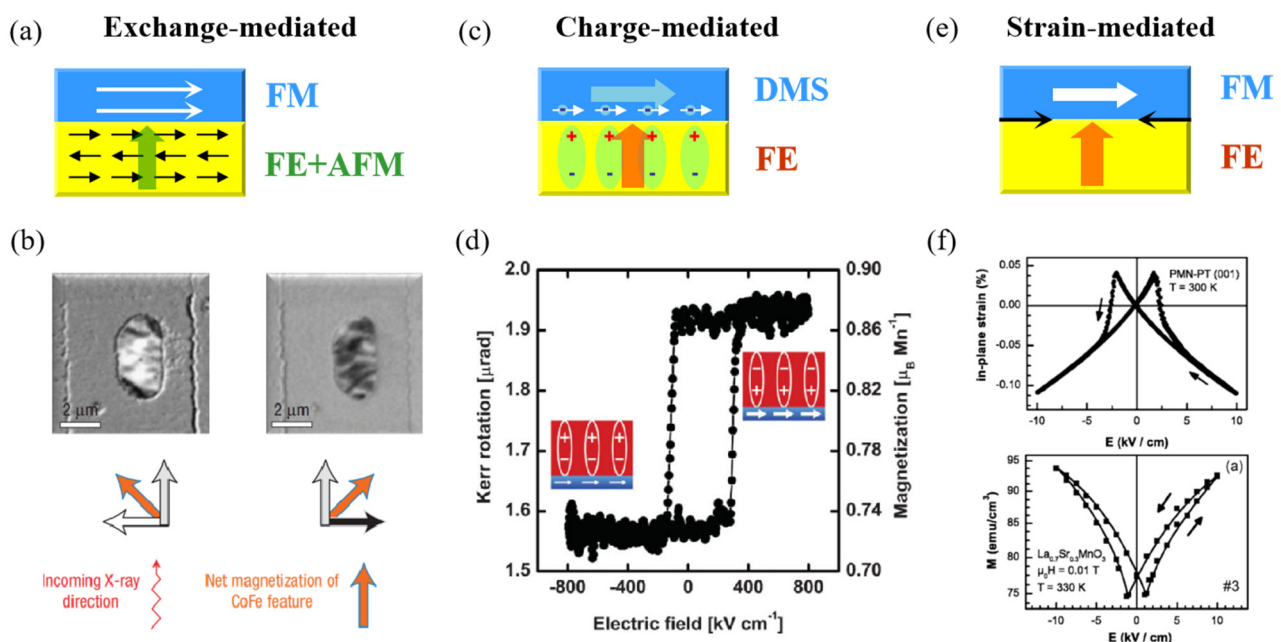 (a) Exchange-mediated
FM
FE+AFM
(c) Charge-mediated
DMS
+ + + +
- - - -
FE
(e) Strain-mediated
FM
FE
(b)
2 μm
2 μm
Incoming X-ray
direction
Net magnetization of
CoFe feature
(d)
2.0
1.9
1.8
1.7
1.6
1.5
Kerr rotation [μrad]
0.90
0.86
0.82
0.78
0.74
0.70
Magnetization [μB Mn-1]
-800 -400 0 400 800
Electric field [kV cm-1]
(f)
0.05
0.00
-0.05
-0.10
in-plane strain (%)
PMN-PT (001)
T = 300 K
-10 -5 0 5 10
E (kV / cm)
(a)
95
90
85
80
75
M (emu/cm3)
La0.7Sr0.3MnO3
μ0H = 0.01 T
T = 330 K
#3
-10 -5 0 5 10
E (kV / cm)